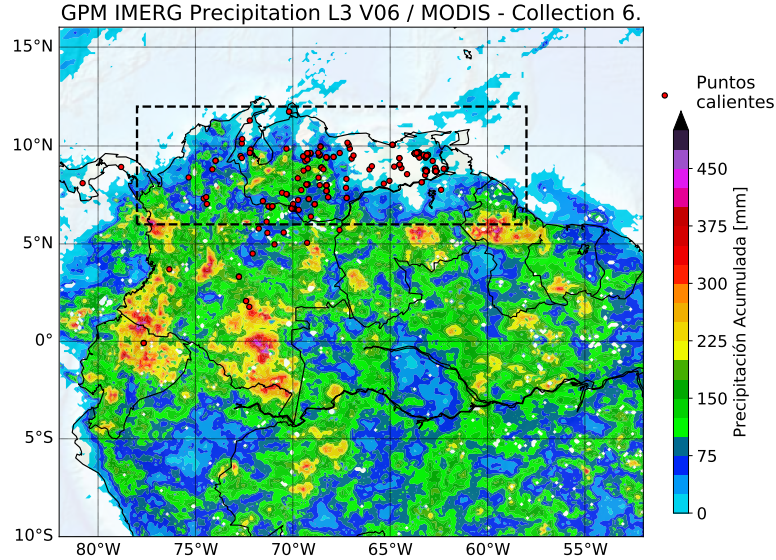 GPM IMERG Precipitation L3 V06 / MODIS - Collection 6.
15°N
10°N
5°N
0°
5°S
10°S
80°W
75°W
70°W
65°W
60°W
55°W
Puntos
calientes
450
375
300
225
150
75
0
Precipitación Acumulada [mm]